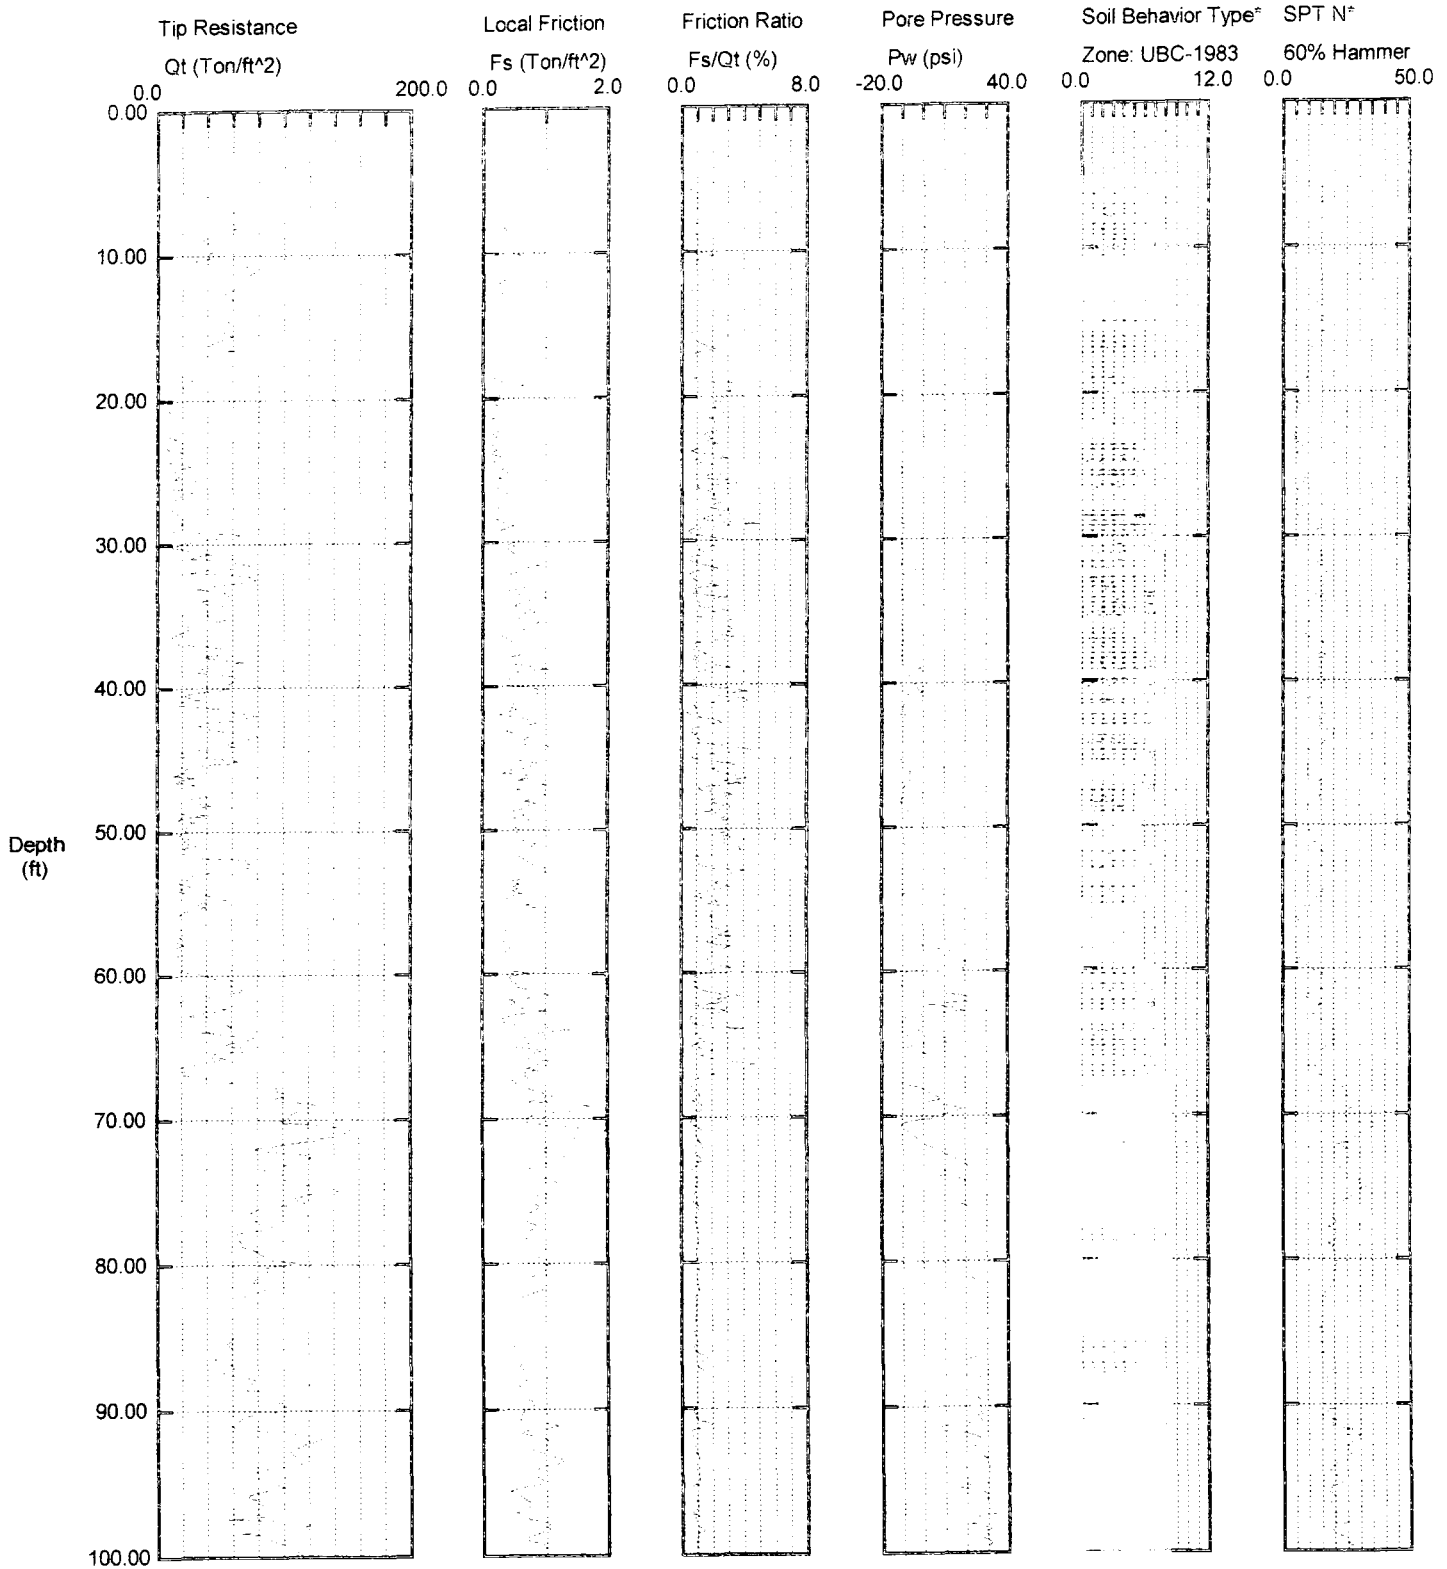 Tip Resistance
Qt (Ton/ft^2)
0.0 200.0
Local Friction
Fs (Ton/ft^2)
0.0 2.0
Friction Ratio
Fs/Qt (%)
0.0 8.0
Pore Pressure
Pw (psi)
-20.0 40.0
Soil Behavior Type*
Zone: UBC-1983
0.0 12.0
SPT N*
60% Hammer
0.0 50.0
0.00
10.00
20.00
30.00
40.00
50.00
60.00
70.00
80.00
90.00
100.00
Depth
(ft)